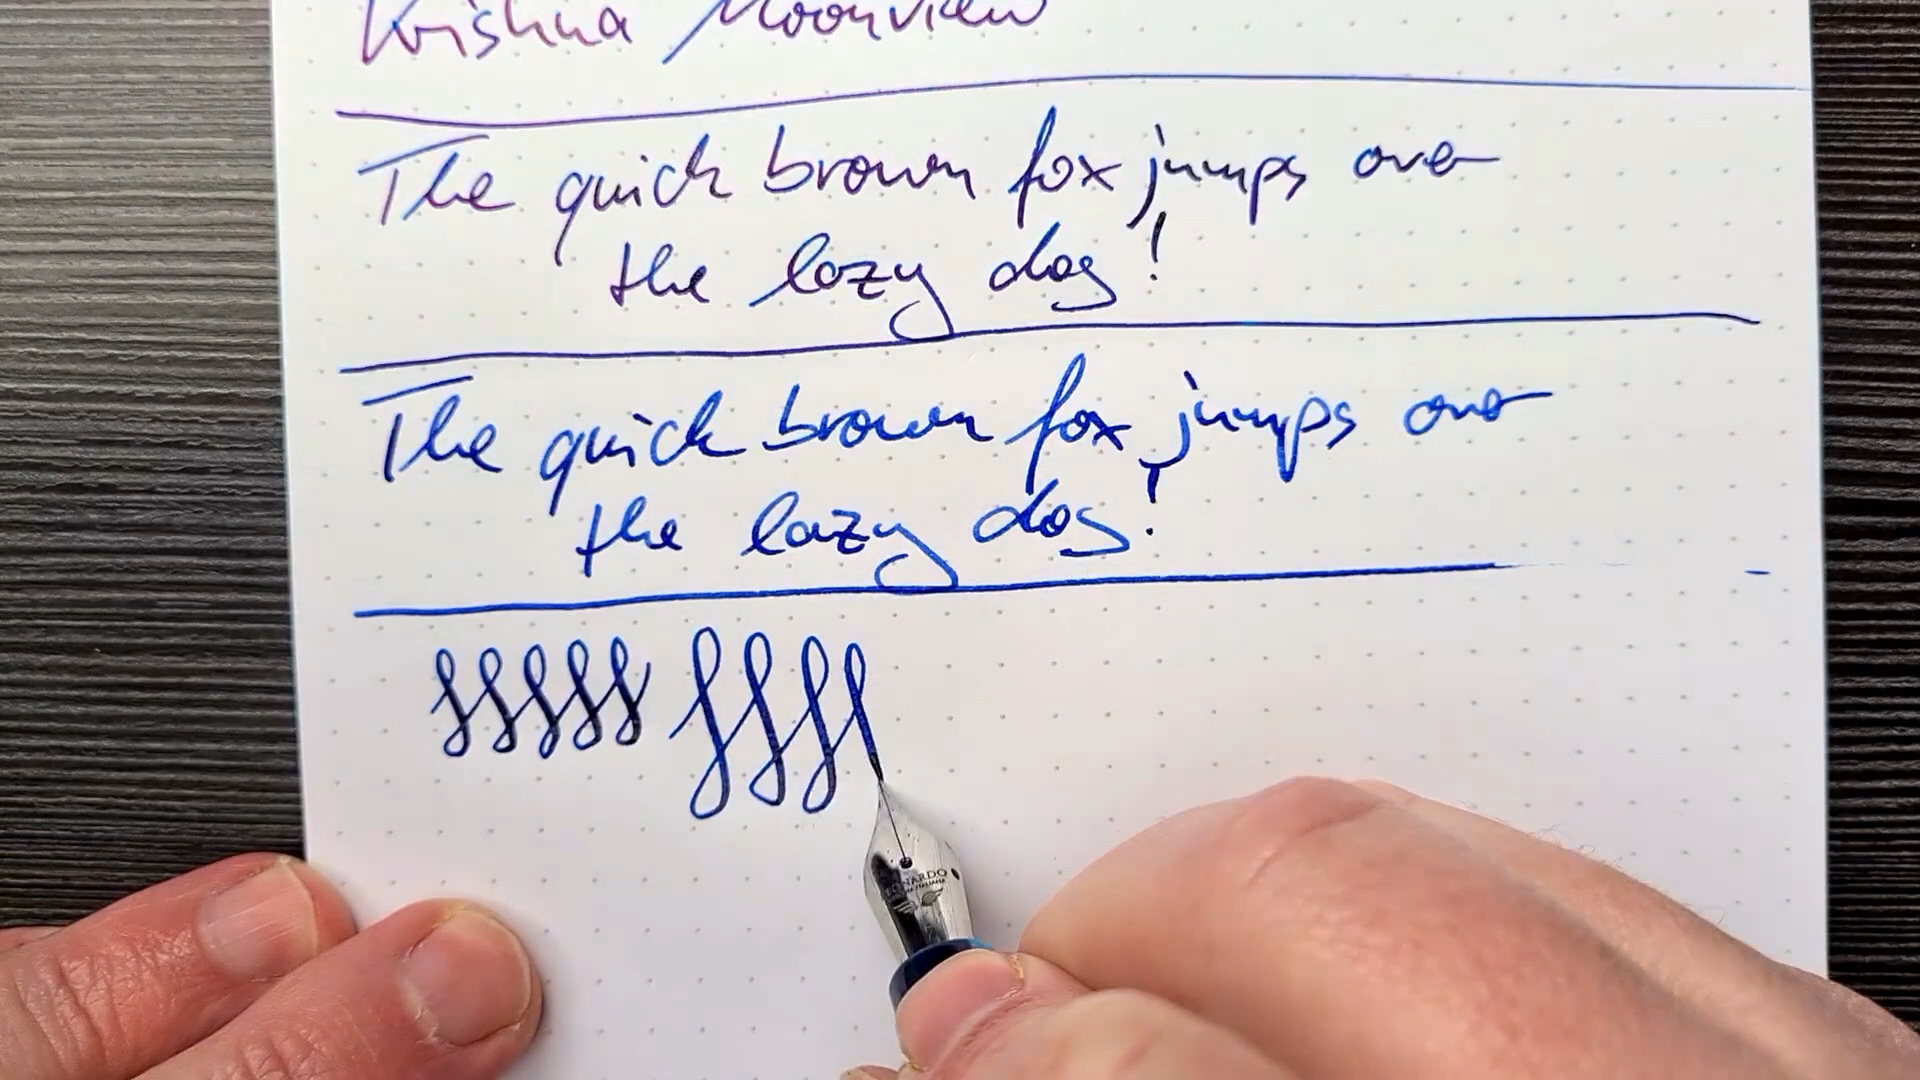 Krishna Moonview
The quick brown fox jumps over
the lazy dog!
The quick brown fox jumps over
the lazy dog!
LEONARDO